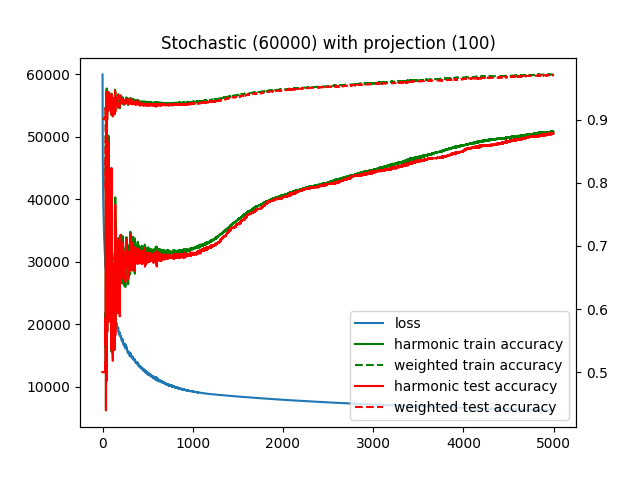 Stochastic (60000) with projection (100)
60000
50000
40000
30000
20000
10000
0.9
0.8
0.7
0.6
0.5
loss
harmonic train accuracy
weighted train accuracy
harmonic test accuracy
weighted test accuracy
0 1000 2000 3000 4000 5000